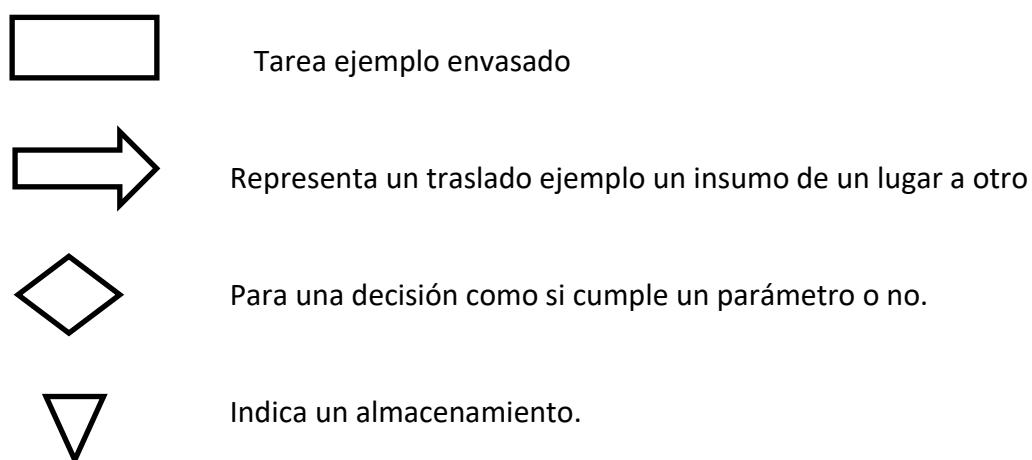 Tarea ejemplo envasado
Representa un traslado ejemplo un insumo de un lugar a otro
Para una decisión como si cumple un parámetro o no.
Indica un almacenamiento.